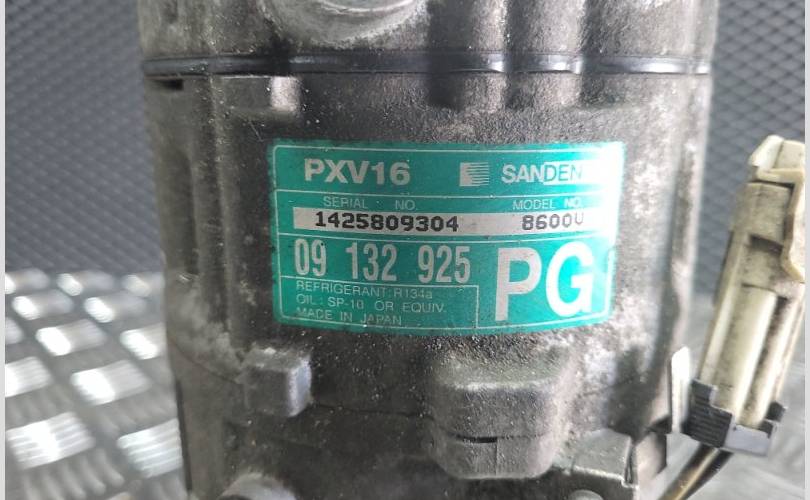 PXV16 SANDEN
SERIAL NO. MODEL NO.
1425809304 8600U
09 132 925 PG
REFRIGERANT:R134a
OIL: SP-10 OR EQUIV.
MADE IN JAPAN